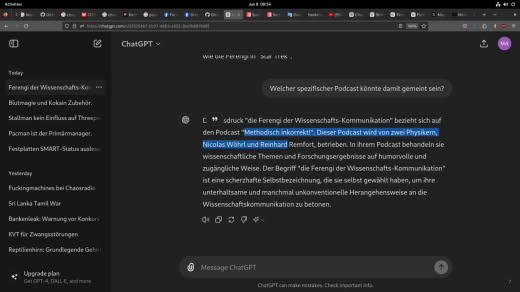 Activities
Jun 8 08:54
https://chatgpt.com
ChatGPT
wie die Ferengi in "Star Trek".
Today
Ferengi der Wissenschafts-Ko
Blutmagie und Kokain Zubehör.
Stallman kein Einfluss auf Threep
Pacman ist der Primärmanager.
Festplatten SMART-Status ausles
Yesterday
Fuckingmachines bei Chaosradio
Sri Lanka Tamil War
Bankenleak: Warnung vor Konku
KVT für Zwangsstörungen
Reptilienhirn: Grundlegende Gehi
Upgrade plan
Get GPT-4, DALL-E, and more
Welcher spezifischer Podcast könnte damit gemeint sein?
sdruck "die Ferengi der Wissenschafts-Kommunikation" bezieht sich auf
den Podcast "Methodisch inkorrekt!". Dieser Podcast wird von zwei Physikern,
Nicolas Wöhrl und Reinhard Remfort, betrieben. In ihrem Podcast behandeln sie
wissenschaftliche Themen und Forschungsergebnisse auf humorvolle und
zugängliche Weise. Der Begriff "die Ferengi der Wissenschafts-Kommunikation"
ist eine scherzhafte Selbstbezeichnung, die sie selbst gewählt haben, um ihre
unterhaltsame und manchmal unkonventionelle Herangehensweise an die
Wissenschaftskommunikation zu betonen.
Message ChatGPT
ChatGPT can make mistakes. Check important info.
?